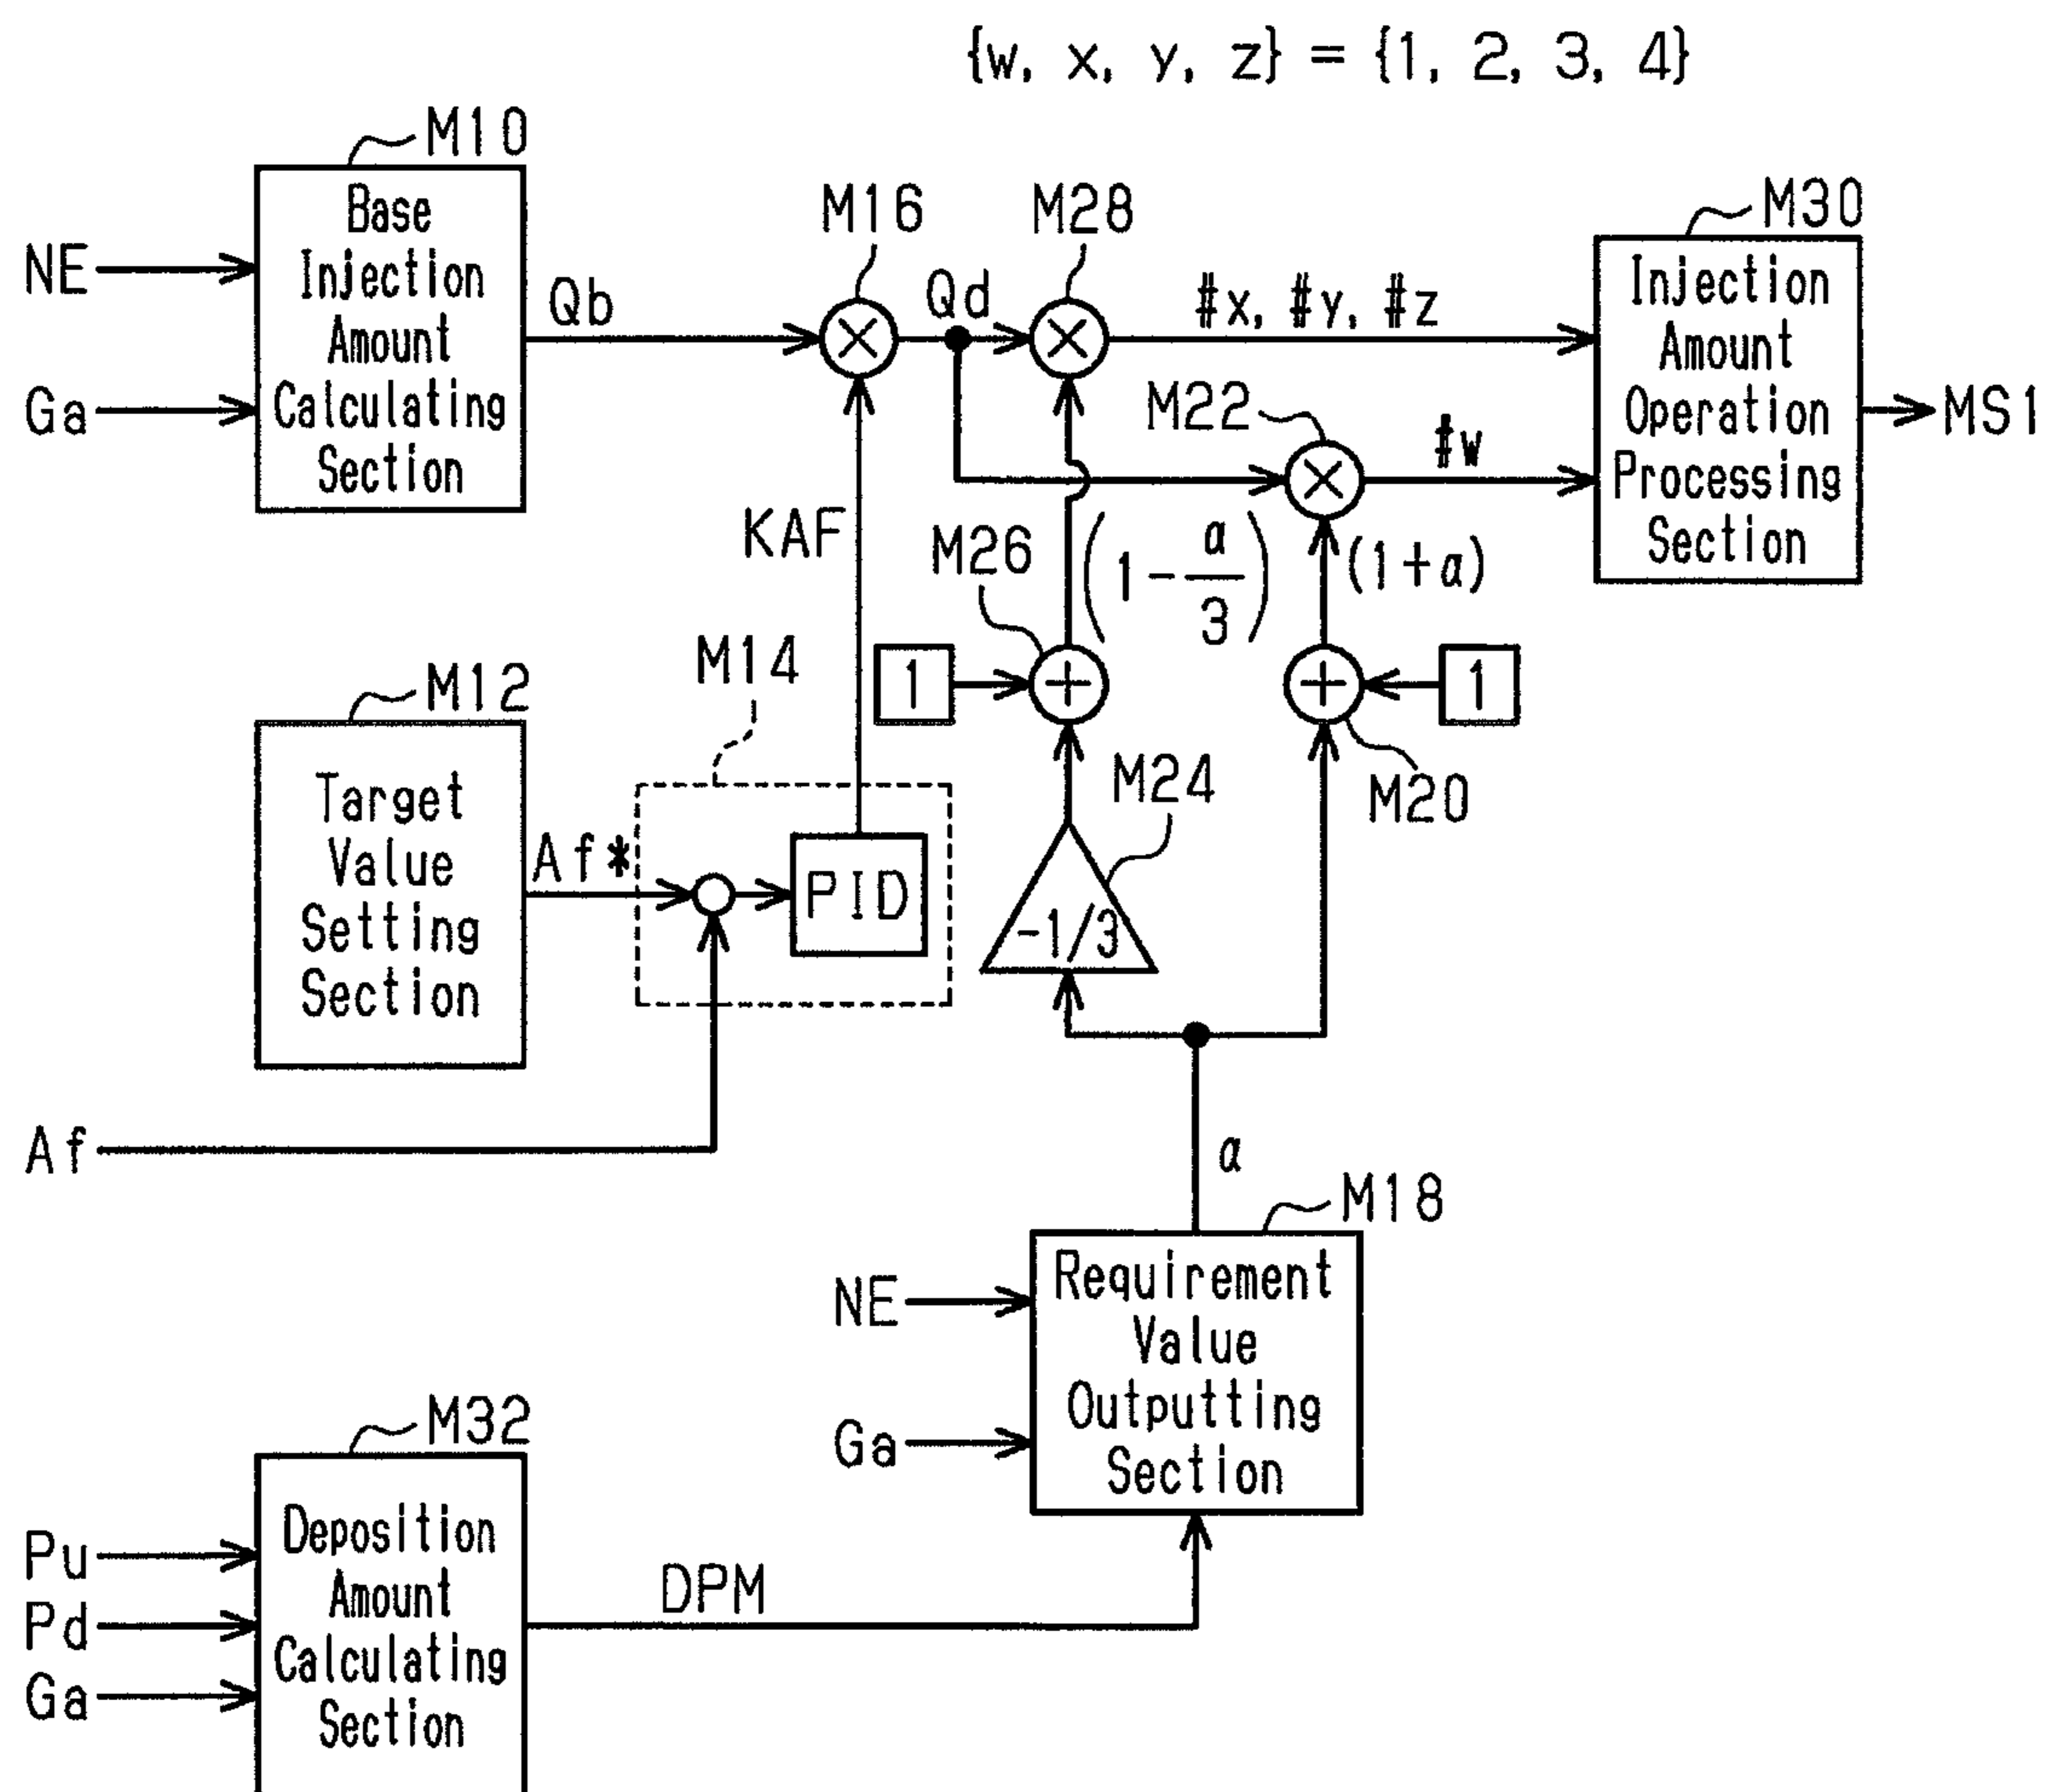 {w, x, y, z} = {1, 2, 3, 4}
M10
Base
Injection
Amount
Calculating
Section
NE
Ga
Qb
M16
Qd
M28
#x, #y, #z
M22
#w
M30
Injection
Amount
Operation
Processing
Section
MS1
KAF
M26
(1-α/3)
(1+α)
1
1
M20
M24
-1/3
M12
Target
Value
Setting
Section
Af*
M14
PID
Af
α
M18
Requirement
Value
Outputting
Section
NE
Ga
M32
Deposition
Amount
Calculating
Section
Pu
Pd
Ga
DPM